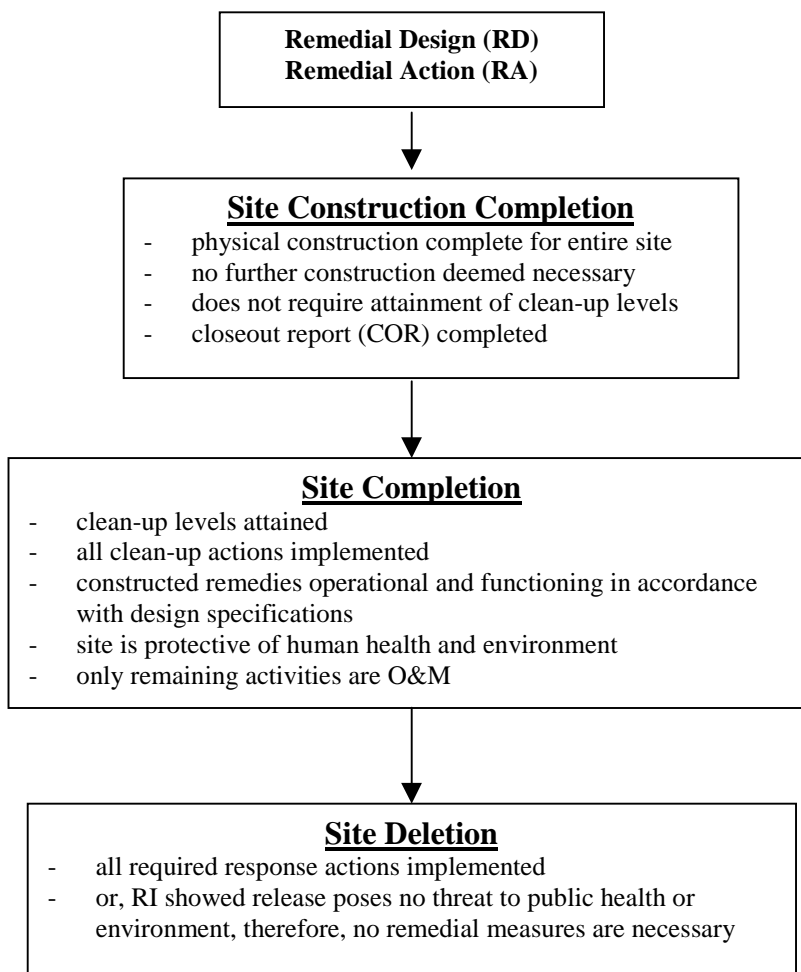 Remedial Design (RD)
Remedial Action (RA)
Site Construction Completion
- physical construction complete for entire site
- no further construction deemed necessary
- does not require attainment of clean-up levels
- closeout report (COR) completed
Site Completion
- clean-up levels attained
- all clean-up actions implemented
- constructed remedies operational and functioning in accordance
with design specifications
- site is protective of human health and environment
- only remaining activities are O&M
Site Deletion
- all required response actions implemented
- or, RI showed release poses no threat to public health or
environment, therefore, no remedial measures are necessary